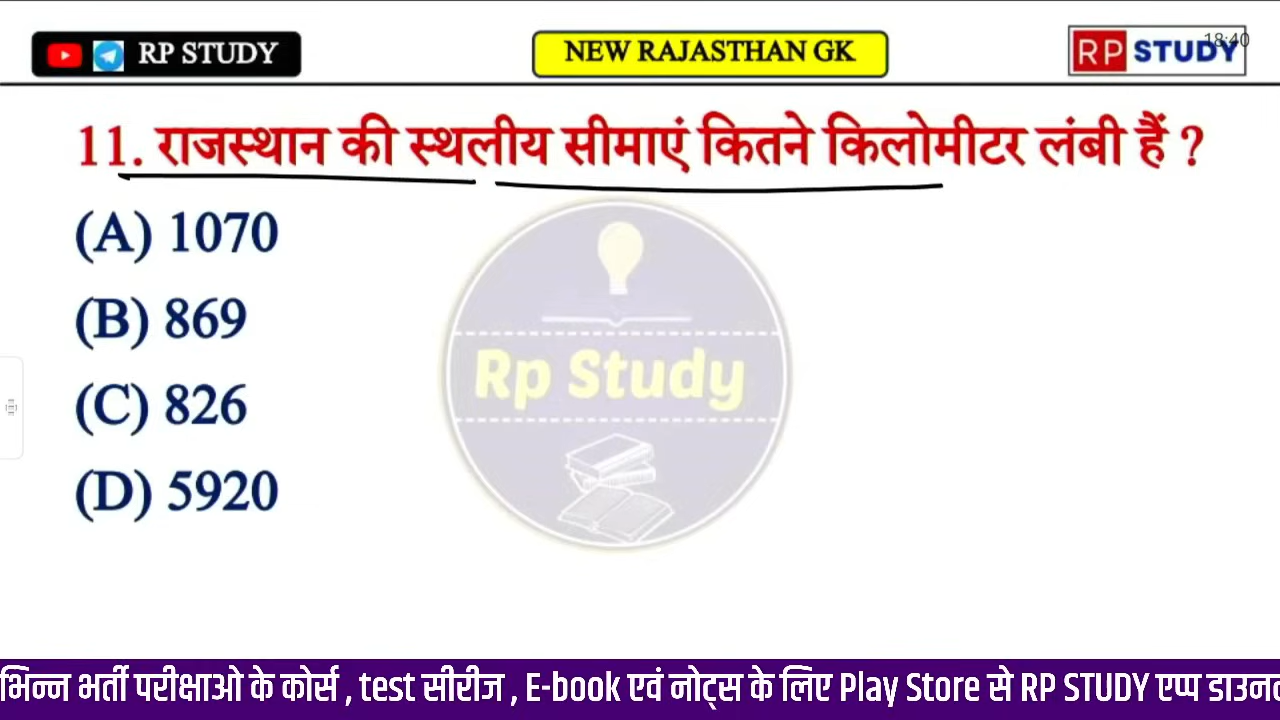 RP STUDY
NEW RAJASTHAN GK
RP STUDY
18:40
11. राजस्थान की स्थलीय सीमाएं कितने किलोमीटर लंबी हैं ?
(A) 1070
(B) 869
(C) 826
(D) 5920
Rp Study
भिन्न भर्ती परीक्षाओ के कोर्स , test सीरीज , E-book एवं नोट्स के लिए Play Store से RP STUDY एप्प डाउन